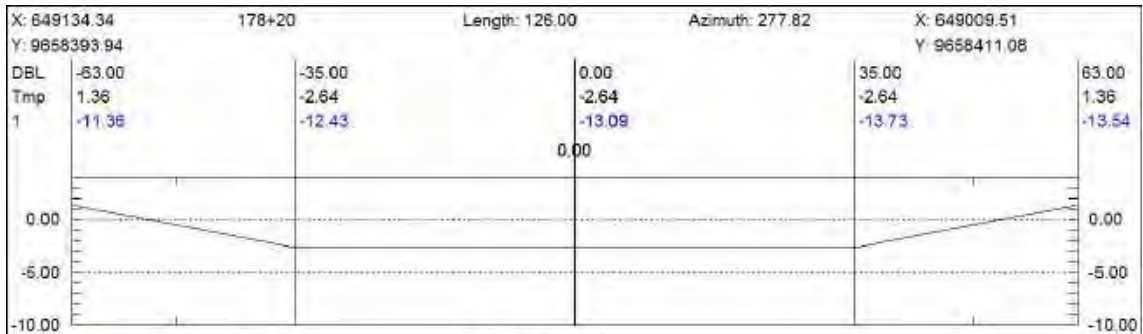 X: 649134.34 178+20 Length: 126.00 Azimuth: 277.82 X: 649009.51
Y: 9658393.94 Y: 9658411.08
DBL -63.00 -35.00 0.00 35.00 63.00
Tmp 1.36 -2.64 -2.64 -2.64 1.36
1 -11.36 -12.43 -13.09 -13.73 -13.54
0.00
0.00 0.00
-5.00 -5.00
-10.00 -10.00